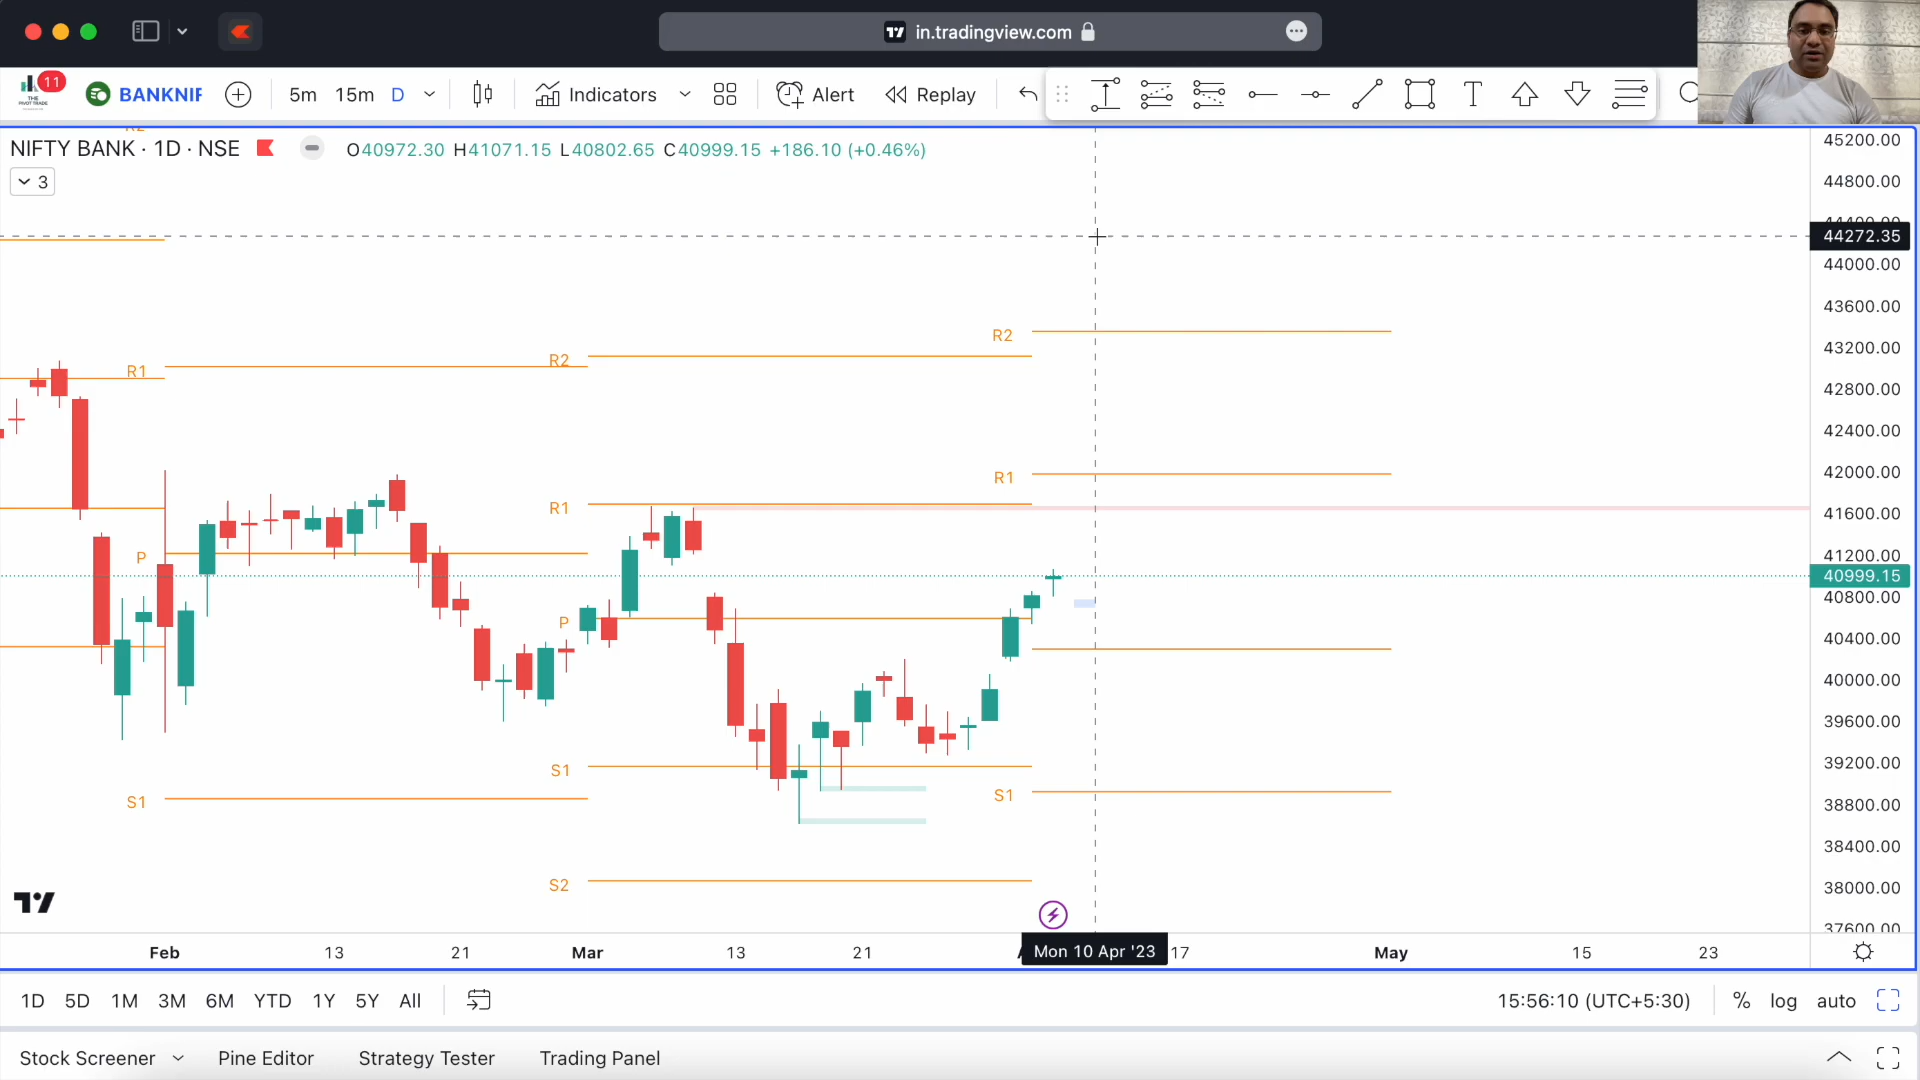 in.tradingview.com
11
THE
PIVOT TRADE
BANKNIF
5m 15m D
Indicators
Alert
Replay
T
NIFTY BANK · 1D · NSE
O40972.30 H41071.15 L40802.65 C40999.15 +186.10 (+0.46%)
3
45200.00
44800.00
44400.00
44272.35
44000.00
43600.00
43200.00
42800.00
42400.00
42000.00
41600.00
41200.00
40999.15
40800.00
40400.00
40000.00
39600.00
39200.00
38800.00
38400.00
38000.00
37600.00
R2
R1
P
S1
R2
R1
P
S1
S2
R2
R1
S1
Feb 13 21 Mar 13 21 Mon 10 Apr '23 17 May 15 23
1D 5D 1M 3M 6M YTD 1Y 5Y All
15:56:10 (UTC+5:30) % log auto
Stock Screener Pine Editor Strategy Tester Trading Panel